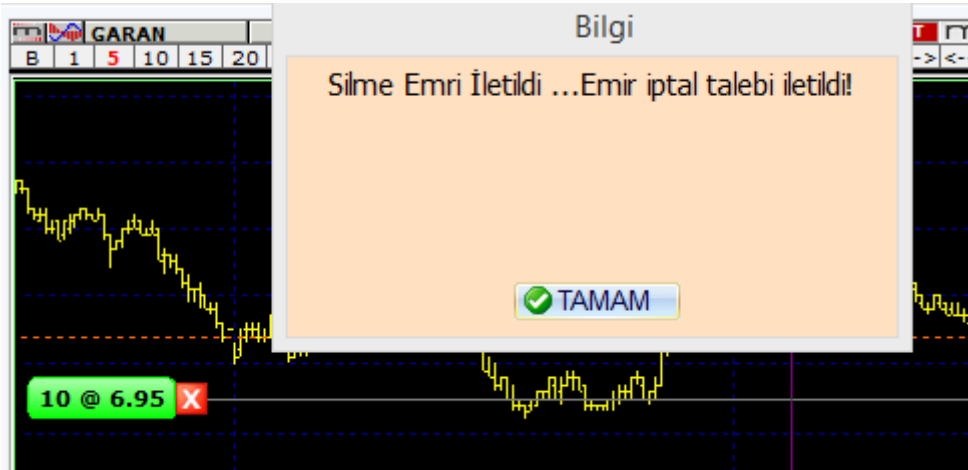 Bilgi
GARAN
B 1 5 10 15 20
-> <-
Silme Emri İletildi ...Emir iptal talebi iletildi!
TAMAM
10 @ 6.95 X